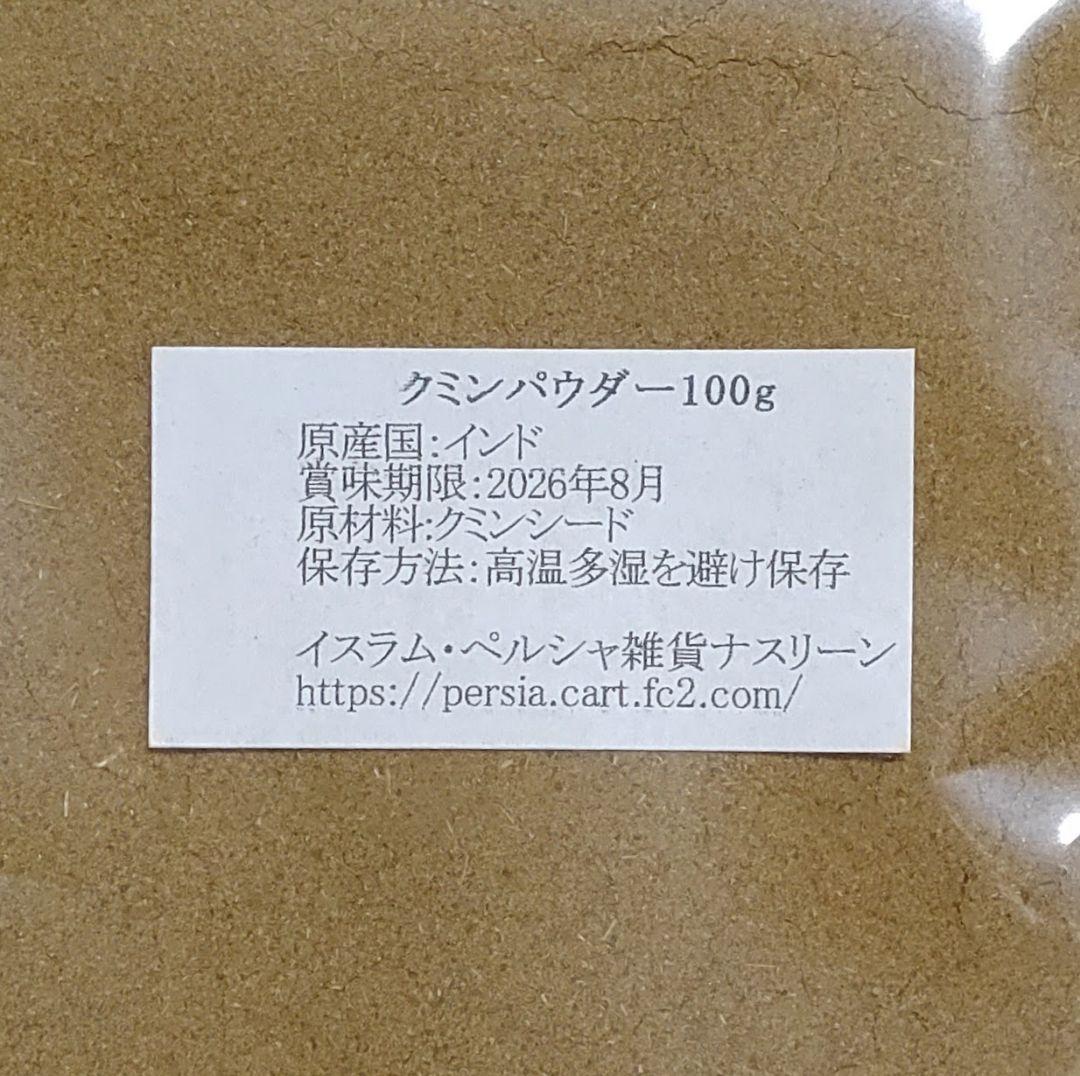 クミンパウダー100g
原産国:インド
賞味期限:2026年8月
原材料:クミンシード
保存方法:高温多湿を避け保存
イスラム・ペルシャ雑貨ナスリーン
https://persia.cart.fc2.com/